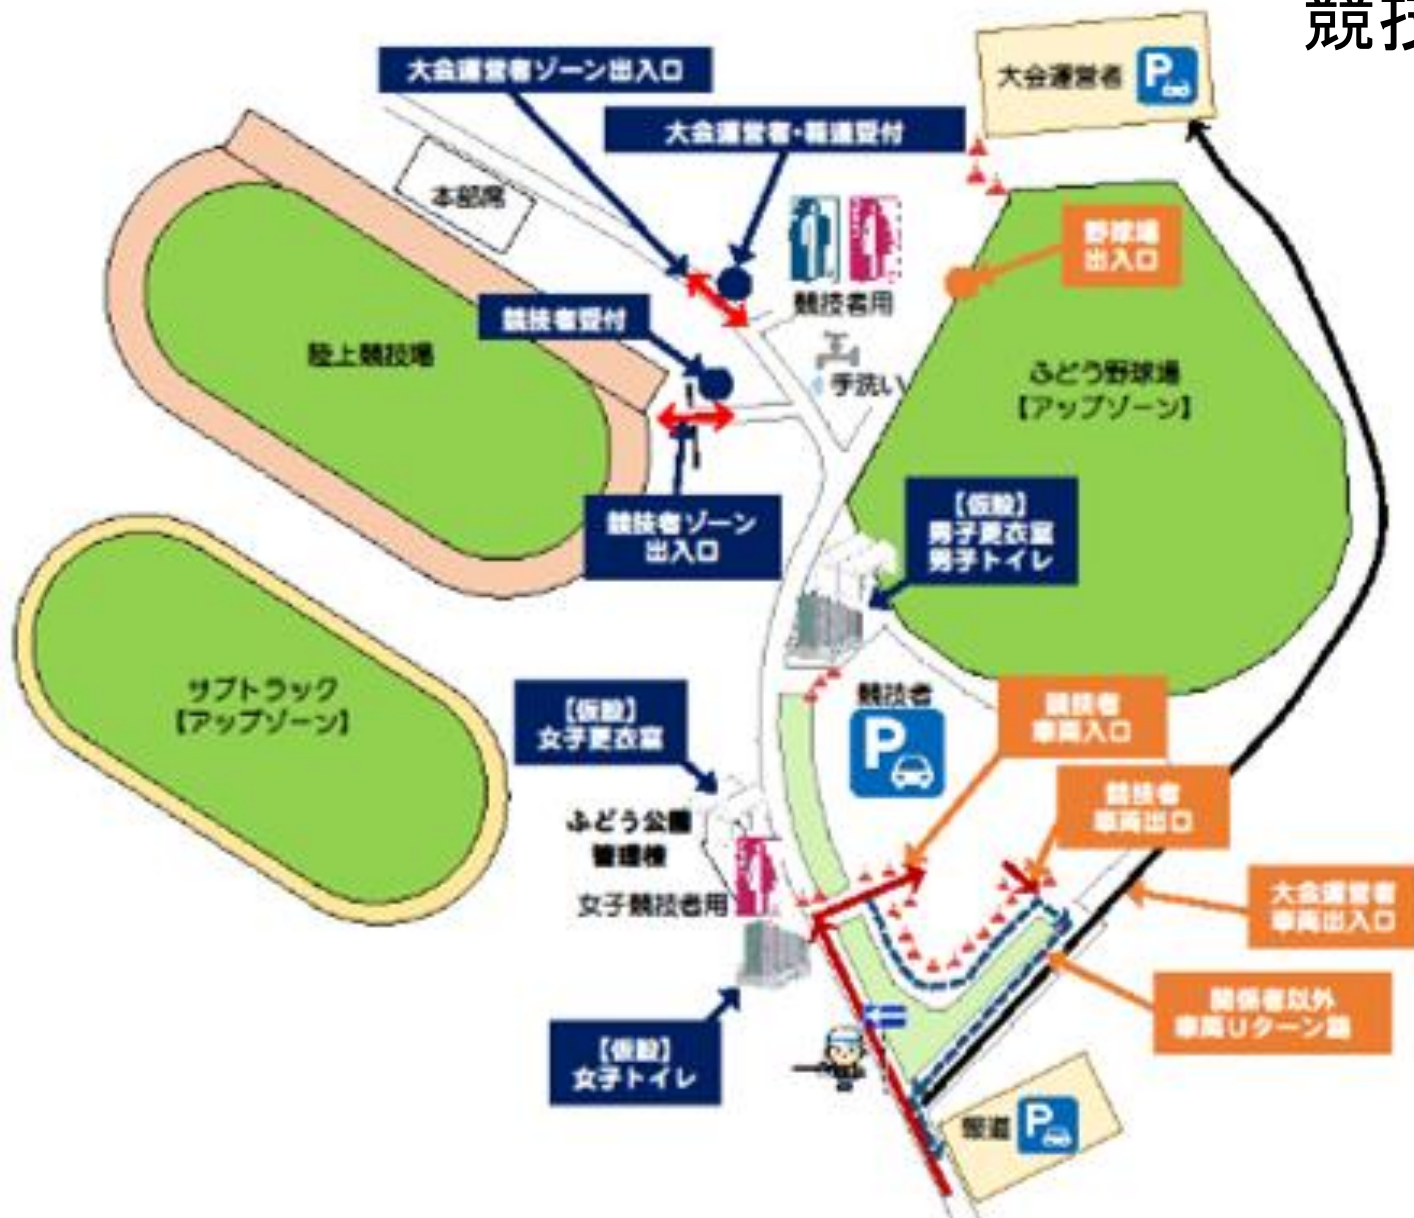 競技
大会運営者ゾーン出入口
大会運営者
P
大会運営者・報道受付
本部席
野球場
出入口
競技者用
競技者受付
陸上競技場
手洗い
ふどう野球場
【アップゾーン】
競技者ゾーン
出入口
【仮設】
男子更衣室
男子トイレ
サブトラック
【アップゾーン】
【仮設】
女子更衣室
競技者
P
競技者
車両入口
競技者
車両出口
ふどう公園
管理棟
女子競技者用
大会運営者
車両出入口
関係者以外
車両Uターン路
【仮設】
女子トイレ
報道
P